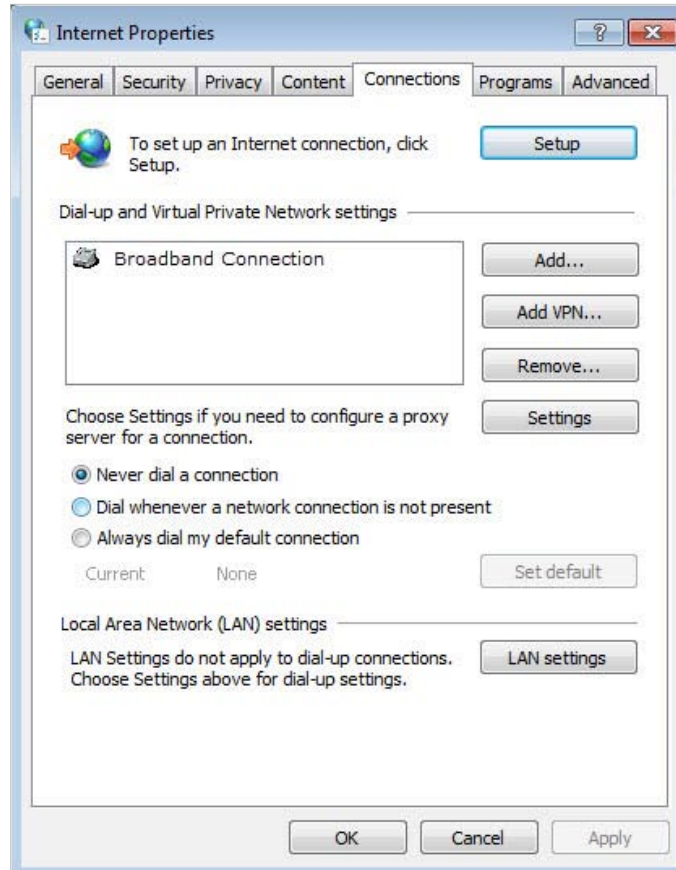 Internet Properties
General Security Privacy Content Connections Programs Advanced
To set up an Internet connection, click
Setup.
Setup
Dial-up and Virtual Private Network settings
Broadband Connection
Add...
Add VPN...
Remove...
Choose Settings if you need to configure a proxy
server for a connection.
Settings
Never dial a connection
Dial whenever a network connection is not present
Always dial my default connection
Current None
Set default
Local Area Network (LAN) settings
LAN Settings do not apply to dial-up connections.
Choose Settings above for dial-up settings.
LAN settings
OK Cancel Apply